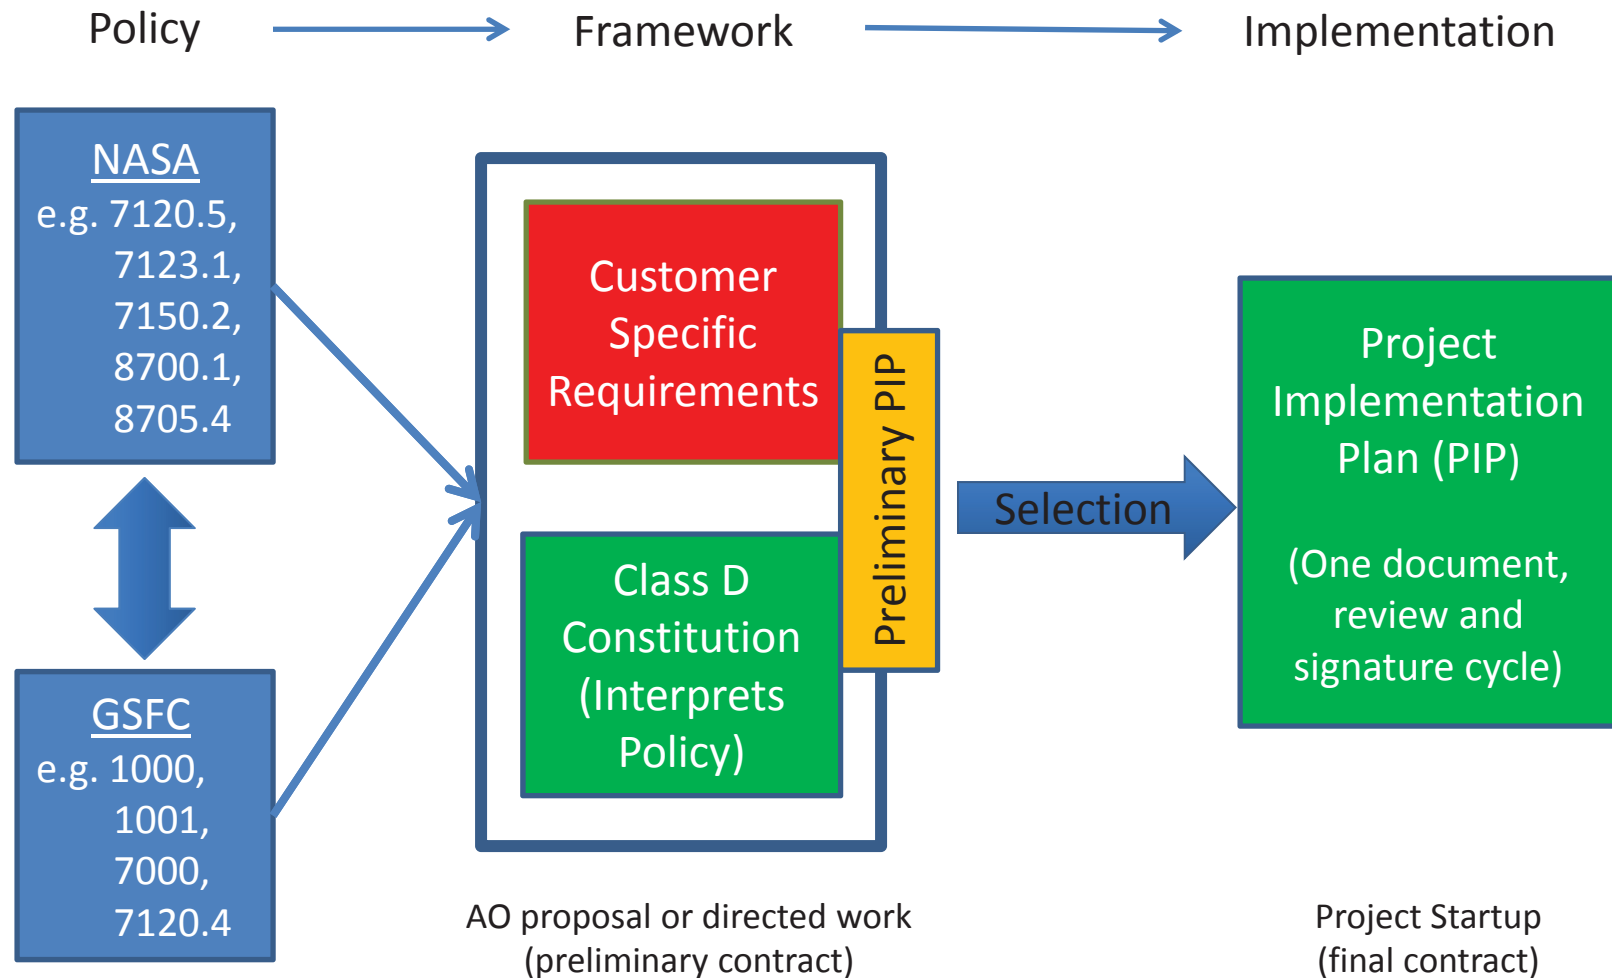 Policy
Framework
Implementation
NASA
e.g. 7120.5,
7123.1,
7150.2,
8700.1,
8705.4
GSFC
e.g. 1000,
1001,
7000,
7120.4
Customer
Specific
Requirements
Class D
Constitution
(Interprets
Policy)
Preliminary PIP
AO proposal or directed work
(preliminary contract)
Selection
Project
Implementation
Plan (PIP)
(One document,
review and
signature cycle)
Project Startup
(final contract)